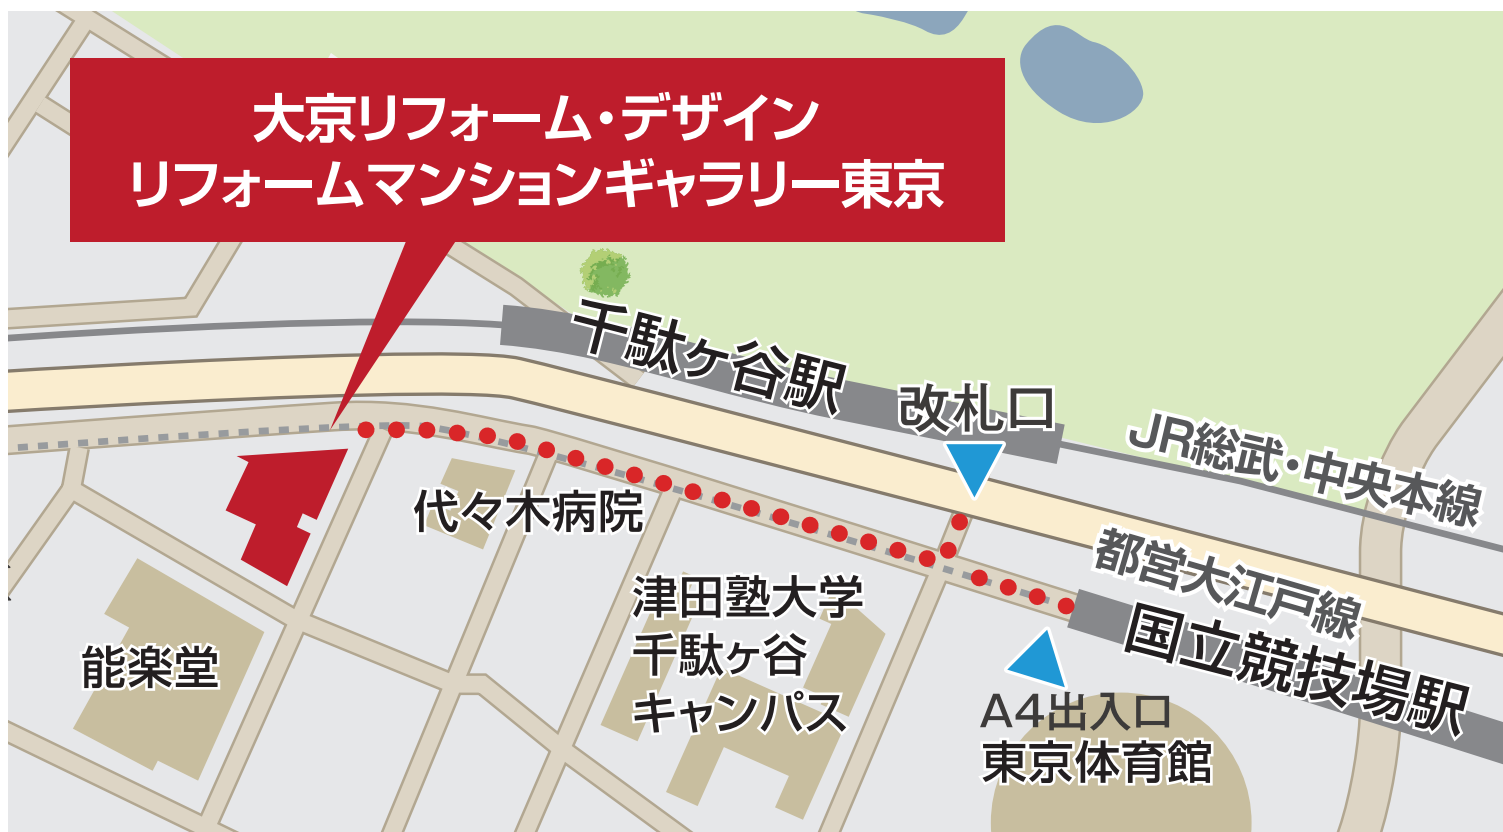 大京リフォーム・デザイン
リフォームマンションギャラリー東京
千駄ヶ谷駅
改札口
JR総武・中央本線
代々木病院
都営大江戸線
津田塾大学
千駄ヶ谷
キャンパス
国立競技場駅
能楽堂
A4出入口
東京体育館